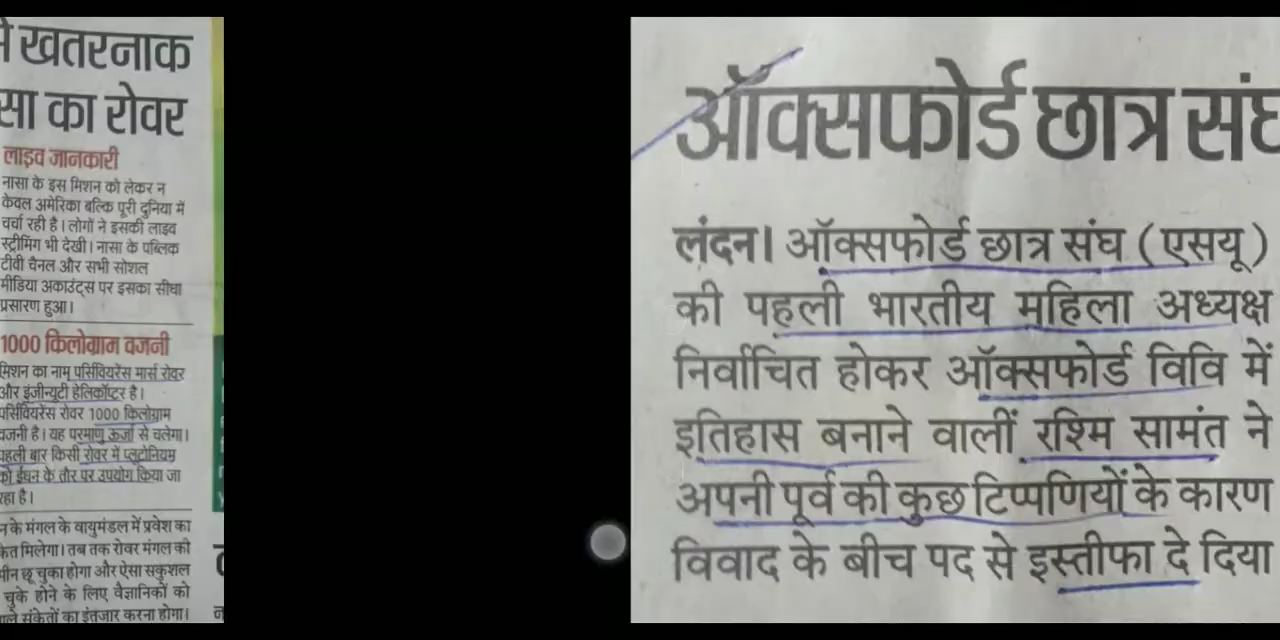 खतरनाक
का रोवर
लाइव जानकारी
नासा के इस मिशन को लेकर न
केवल अमेरिका बल्कि पूरी दुनिया में
चर्चा रही है। लोगों ने इसकी लाइव
स्ट्रीमिंग भी देखी। नासा के पब्लिक
टीवी चैनल और सभी सोशल
मीडिया अकाउंट्स पर इसका सीधा
प्रसारण हुआ।
1000 किलोग्राम वजनी
मिशन का नाम पर्सिवियरेंस मार्स रोवर
और इंजीन्युटी हेलिकॉप्टर है।
पर्सिवियरेंस रोवर 1000 किलोग्राम
वजनी है। यह परमाणु ऊर्जा से चलेगा।
पहली बार किसी रोवर में प्लूटोनियम
को ईंधन के तौर पर उपयोग किया जा
रहा है।
के मंगल के वायुमंडल में प्रवेश का
मिलेगा। तब तक रोवर मंगल की
छू चुका होगा और ऐसा सकुशल
चुके होने के लिए वैज्ञानिकों को
संकेतों का इंतजार करना होगा।
ऑक्सफोर्ड छात्र संघ
लंदन। ऑक्सफोर्ड छात्र संघ (एसयू)
की पहली भारतीय महिला अध्यक्ष
निर्वाचित होकर ऑक्सफोर्ड विवि में
इतिहास बनाने वालीं रश्मि सामंत ने
अपनी पूर्व की कुछ टिप्पणियों के कारण
विवाद के बीच पद से इस्तीफा दे दिया